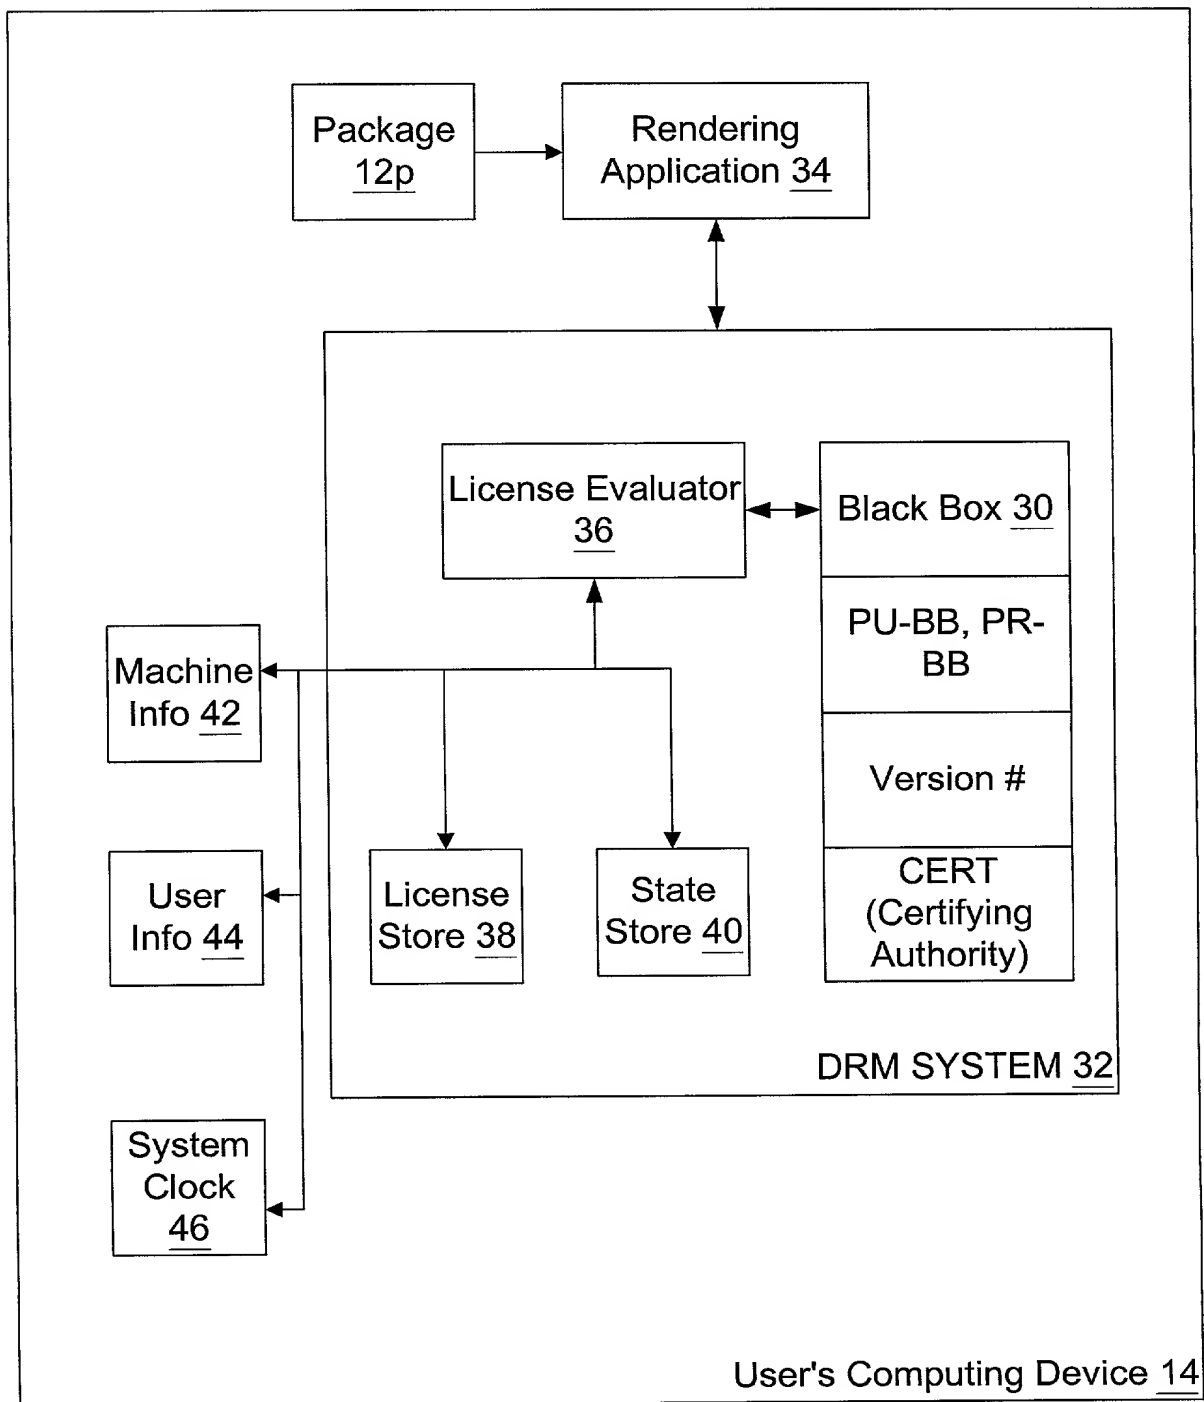 Package
12p
Rendering
Application 34
License Evaluator
36
Black Box 30
PU-BB, PR-
BB
Version #
CERT
(Certifying
Authority)
Machine
Info 42
User
Info 44
System
Clock
46
License
Store 38
State
Store 40
DRM SYSTEM 32
User's Computing Device 14